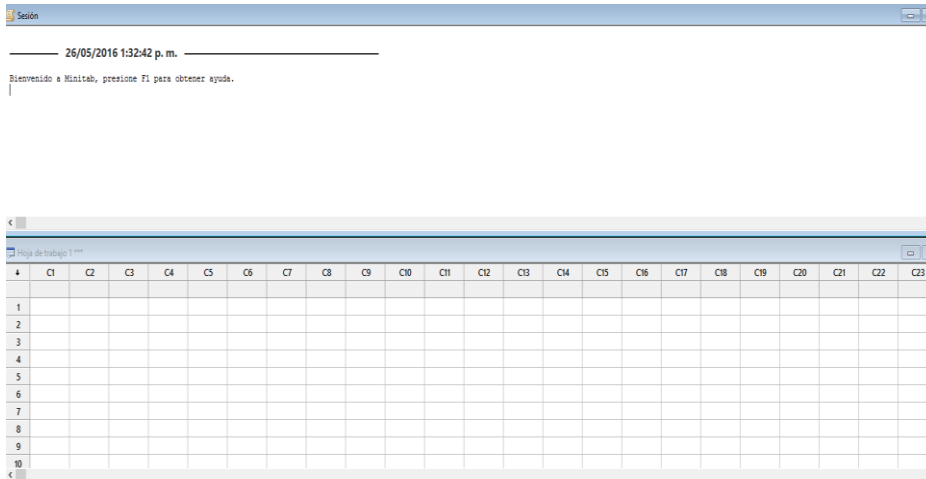 Sesión
26/05/2016 1:32:42 p. m.
Bienvenido a Minitab, presione F1 para obtener ayuda.
Hoja de trabajo 1 ***
C1 C2 C3 C4 C5 C6 C7 C8 C9 C10 C11 C12 C13 C14 C15 C16 C17 C18 C19 C20 C21 C22 C23
1
2
3
4
5
6
7
8
9
10